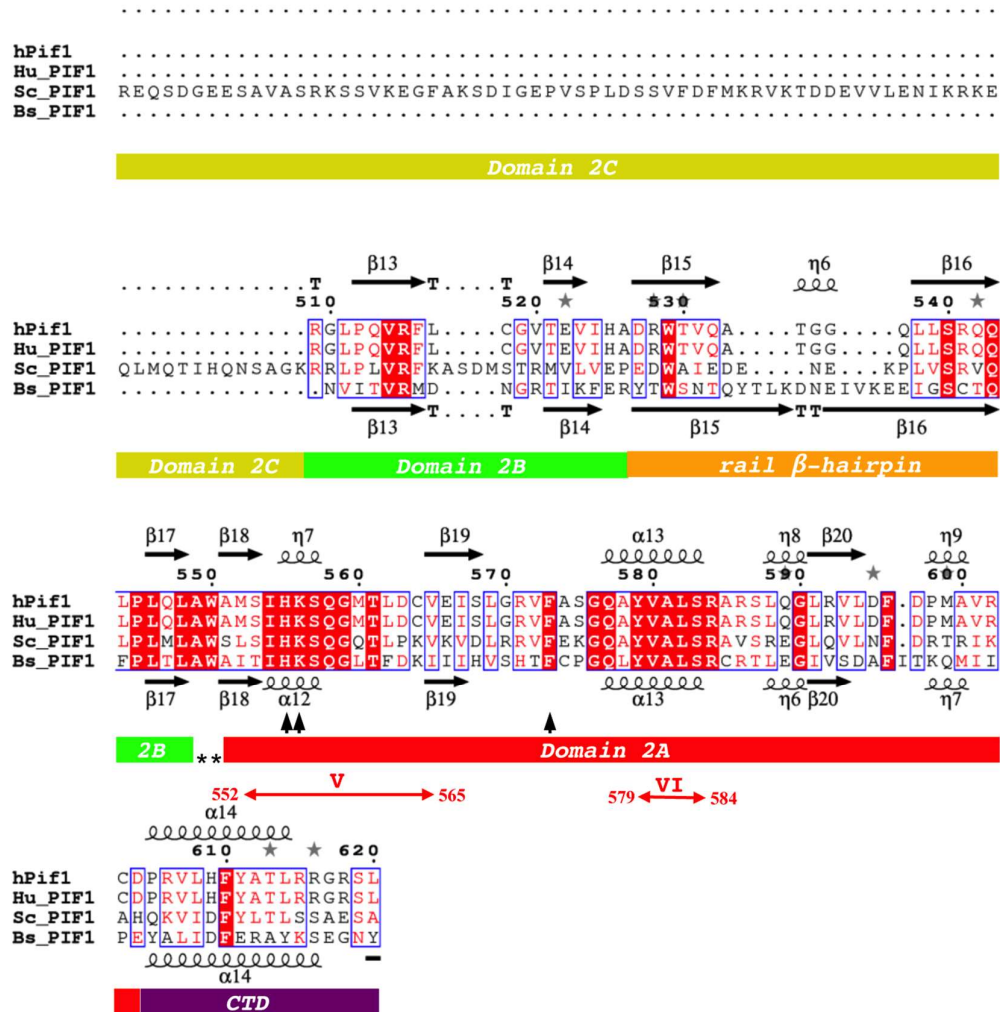 ............................................................
hPif1 ............................................................
Hu_PIF1 ............................................................
Sc_PIF1 REQSDGEESAVASRKSSVKEGFAKSDIGEPVSPLDSSVFDFMKRVKTDDEVVLENIKRKE
Bs_PIF1 ............................................................
Domain 2C
β13 β14 β15 η6 β16
.............T T....T
510 520 530 540
hPif1 .............RGLPQVRFL....CGVTEVIHADRWTVQA....TGG....QLLSRQQ
Hu_PIF1 .............RGLPQVRFL....CGVTEVIHADRWTVQA....TGG....QLLSRQQ
Sc_PIF1 QLMQTIHQNSAGKRRLPLVRFKASDMSTRMVLVEPEDWAIEDE...NE....KPLVSRVQ
Bs_PIF1 ..............NVITVRMD....NGRTIKFERYTWSNTQYTLKDNEIVKEEIGSCTQ
T....T TT
β13 β14 β15 β16
Domain 2C Domain 2B rail β-hairpin
β17 β18 η7 β19 α13 η8 β20 η9
550 560 570 580 590 600
hPif1 LPLQLAWAMSIHKSQGMTLDCVEISLGRVFASGQAYVALSRARSLQGLRVLDF.DPMAVR
Hu_PIF1 LPLQLAWAMSIHKSQGMTLDCVEISLGRVFASGQAYVALSRARSLQGLRVLDF.DPMAVR
Sc_PIF1 LPLMLAWSLSIHKSQGQTLPKVKVDLRRVFEKGQAYVALSRAVSREGLQVLNF.DRTRIK
Bs_PIF1 FPLTLAWAITIHKSQGLTFDKIIIHVSHTFCPGQLYVALSRCRTLEGIVSDAFITKQMII
β17 β18 α12 β19 α13 η6 β20 η7
2B ** Domain 2A
552 V 565 579 VI 584
α14
610 620
hPif1 CDPRVLHFYATLRRGRSL
Hu_PIF1 CDPRVLHFYATLRRGRSL
Sc_PIF1 AHQKVIDFYLTLSSAESA
Bs_PIF1 PEYALIDFERAYKSEGNY
α14
CTD